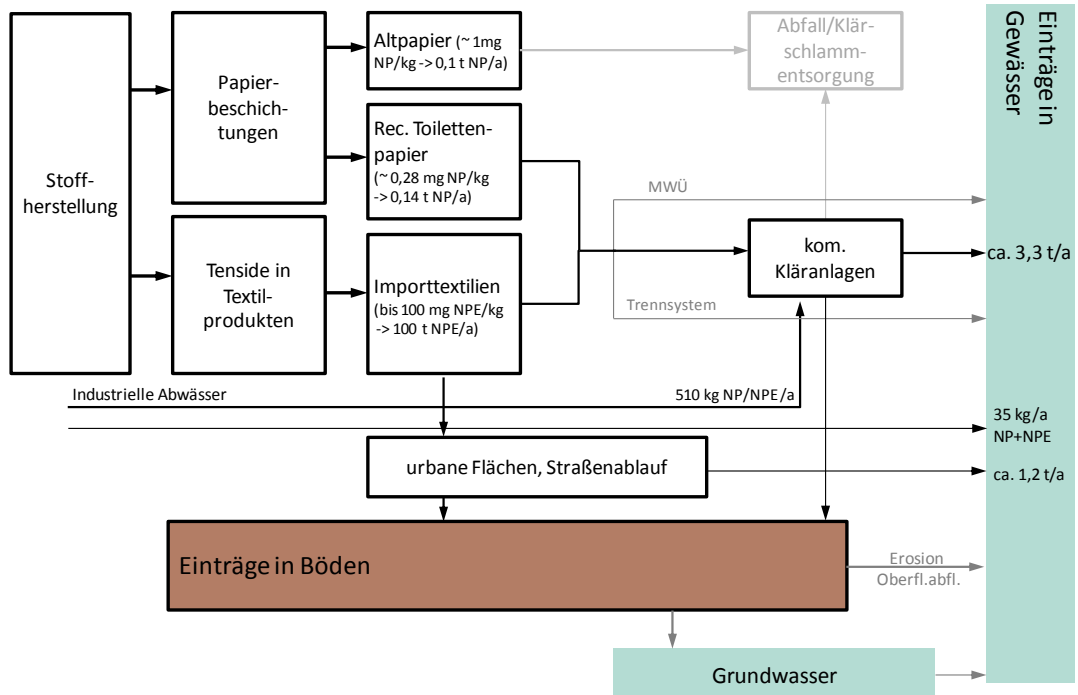 Stoff-
herstellung
Papier-
beschich-
tungen
Tenside in
Textil-
produkten
Altpapier (~ 1mg
NP/kg -> 0,1 t NP/a)
Rec. Toiletten-
papier
(~ 0,28 mg NP/kg
-> 0,14 t NP/a)
Importtextilien
(bis 100 mg NPE/kg
-> 100 t NPE/a)
Abfall/Klär-
schlamm-
entsorgung
MWÜ
kom.
Kläranlagen
Trennsystem
Industrielle Abwässer
510 kg NP/NPE/a
urbane Flächen, Straßenablauf
Einträge in Böden
Erosion
Oberfl.abfl.
Grundwasser
Einträge in
Gewässer
ca. 3,3 t/a
35 kg/a
NP+NPE
ca. 1,2 t/a